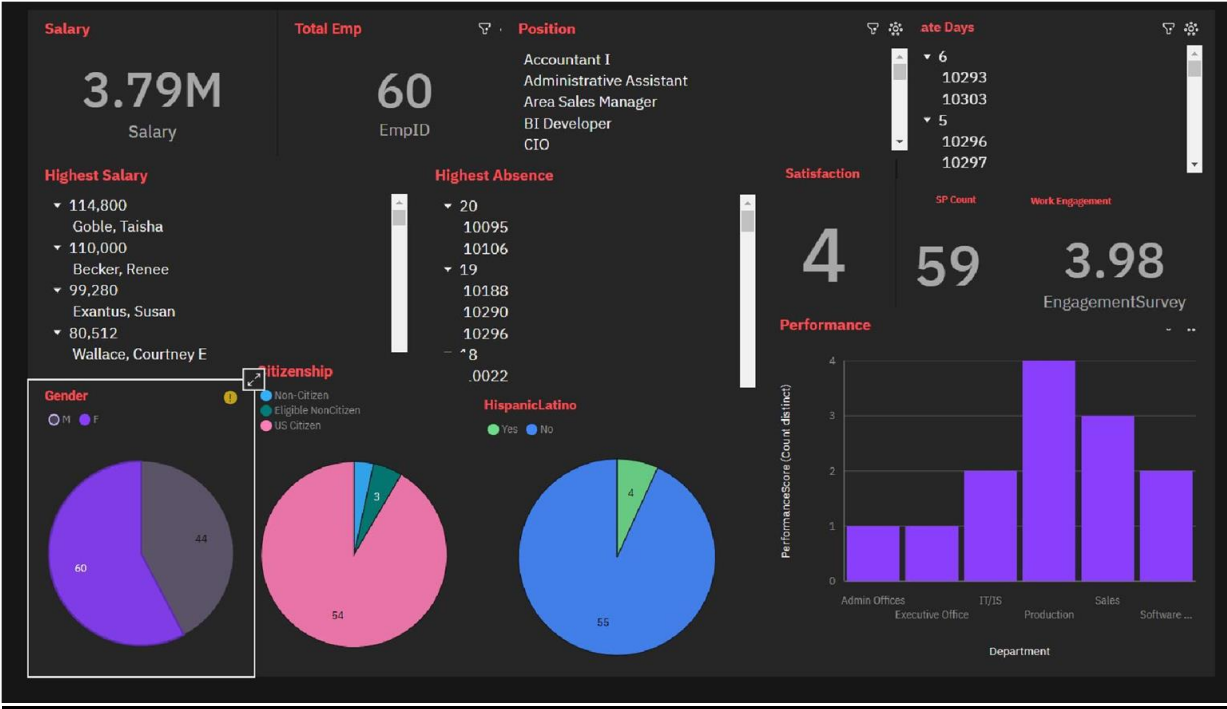 Salary
3.79M
Salary
Total Emp
60
EmpID
Position
Accountant I
Administrative Assistant
Area Sales Manager
BI Developer
CIO
ate Days
6
10293
10303
5
10296
10297
Highest Salary
114,800
Goble, Taisha
110,000
Becker, Renee
99,280
Exantus, Susan
80,512
Wallace, Courtney E
Highest Absence
20
10095
10106
19
10188
10290
10296
0022
Satisfaction
4
SP Count
59
Work Engagement
3.98
EngagementSurvey
Gender
M F
44
60
Citizenship
Non-Citizen
Eligible NonCitizen
US Citizen
3
54
HispanicLatino
Yes No
4
55
Performance
PerformanceScore (Count distinct)
4
3
2
1
0
Admin Offices
Executive Office
IT/IS
Production
Sales
Software ...
Department